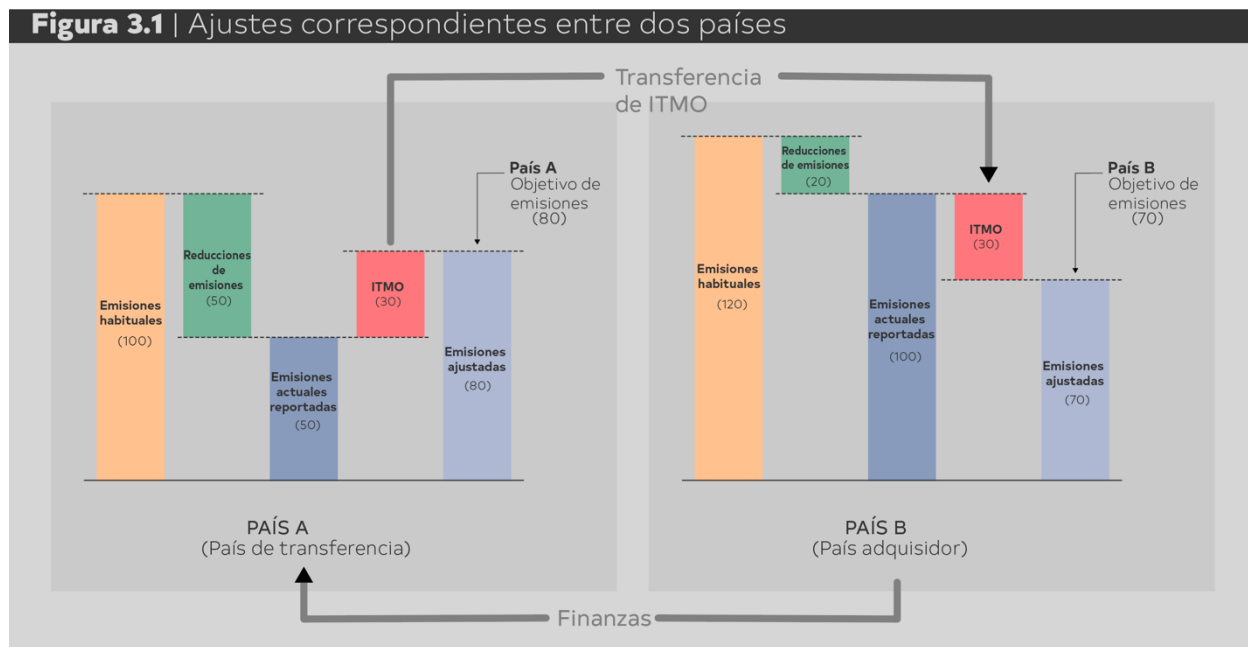 Figura 3.1 | Ajustes correspondientes entre dos países
Transferencia
de ITMO
Emisiones
habituales
(100)
Reducciones
de
emisiones
(50)
Emisiones
actuales
reportadas
(50)
ITMO
(30)
Emisiones
ajustadas
(80)
País A
Objetivo de
emisiones
(80)
PAÍS A
(País de transferencia)
Emisiones
habituales
(120)
Reducciones
de emisiones
(20)
Emisiones
actuales
reportadas
(100)
ITMO
(30)
Emisiones
ajustadas
(70)
País B
Objetivo de
emisiones
(70)
PAÍS B
(País adquisidor)
Finanzas